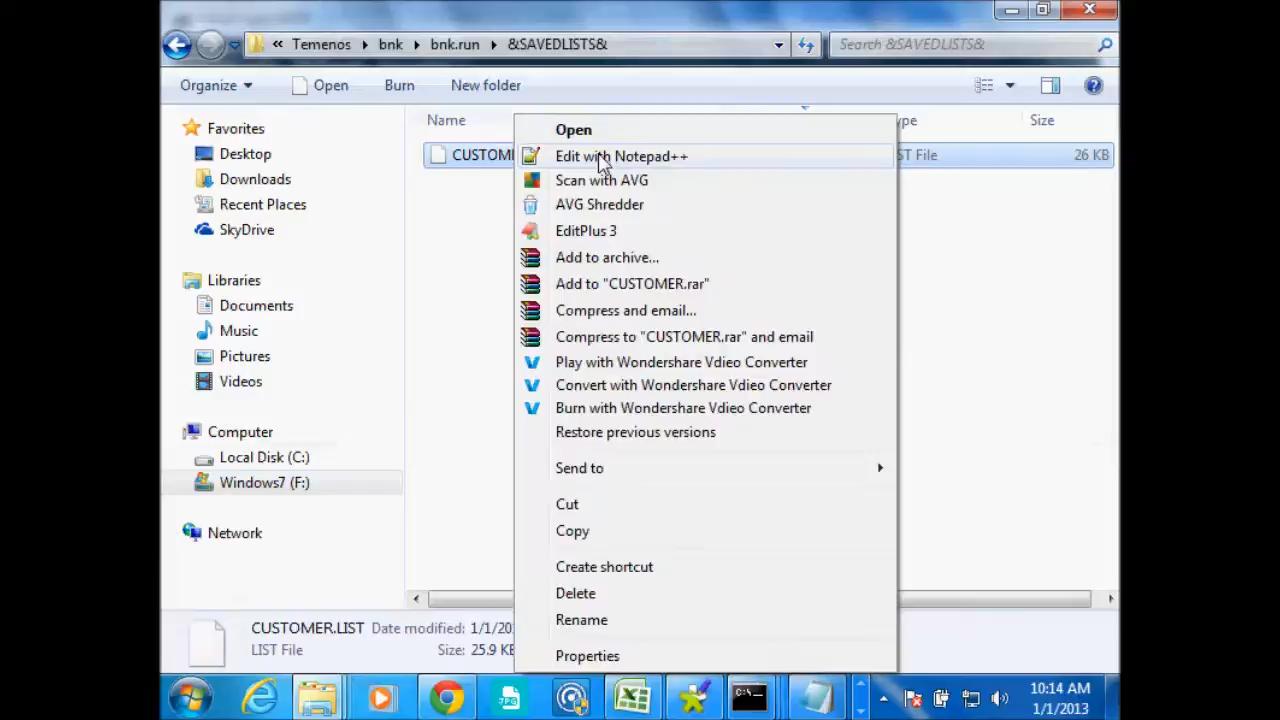 « Temenos bnk bnk.run &SAVEDLISTS&
Search &SAVEDLISTS&
Organize Open Burn New folder
Favorites
Desktop
Downloads
Recent Places
SkyDrive
Libraries
Documents
Music
Pictures
Videos
Computer
Local Disk (C:)
Windows7 (F:)
Network
Name
ype
Size
CUSTOM
ST File
26 KB
Open
Edit with Notepad++
Scan with AVG
AVG Shredder
EditPlus 3
Add to archive...
Add to "CUSTOMER.rar"
Compress and email...
Compress to "CUSTOMER.rar" and email
Play with Wondershare Vdieo Converter
Convert with Wondershare Vdieo Converter
Burn with Wondershare Vdieo Converter
Restore previous versions
Send to
Cut
Copy
Create shortcut
Delete
Rename
Properties
CUSTOMER.LIST Date modified: 1/1/20
LIST File Size: 25.9 KB
JPG
C:\
10:14 AM
1/1/2013